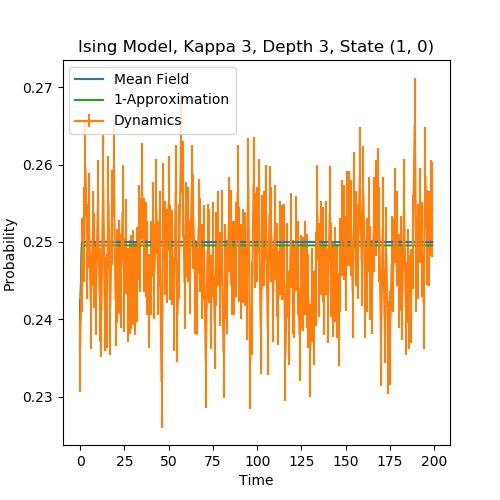 Ising Model, Kappa 3, Depth 3, State (1, 0)
Mean Field
1-Approximation
Dynamics
0.27
0.26
0.25
0.24
0.23
Probability
0 25 50 75 100 125 150 175 200
Time